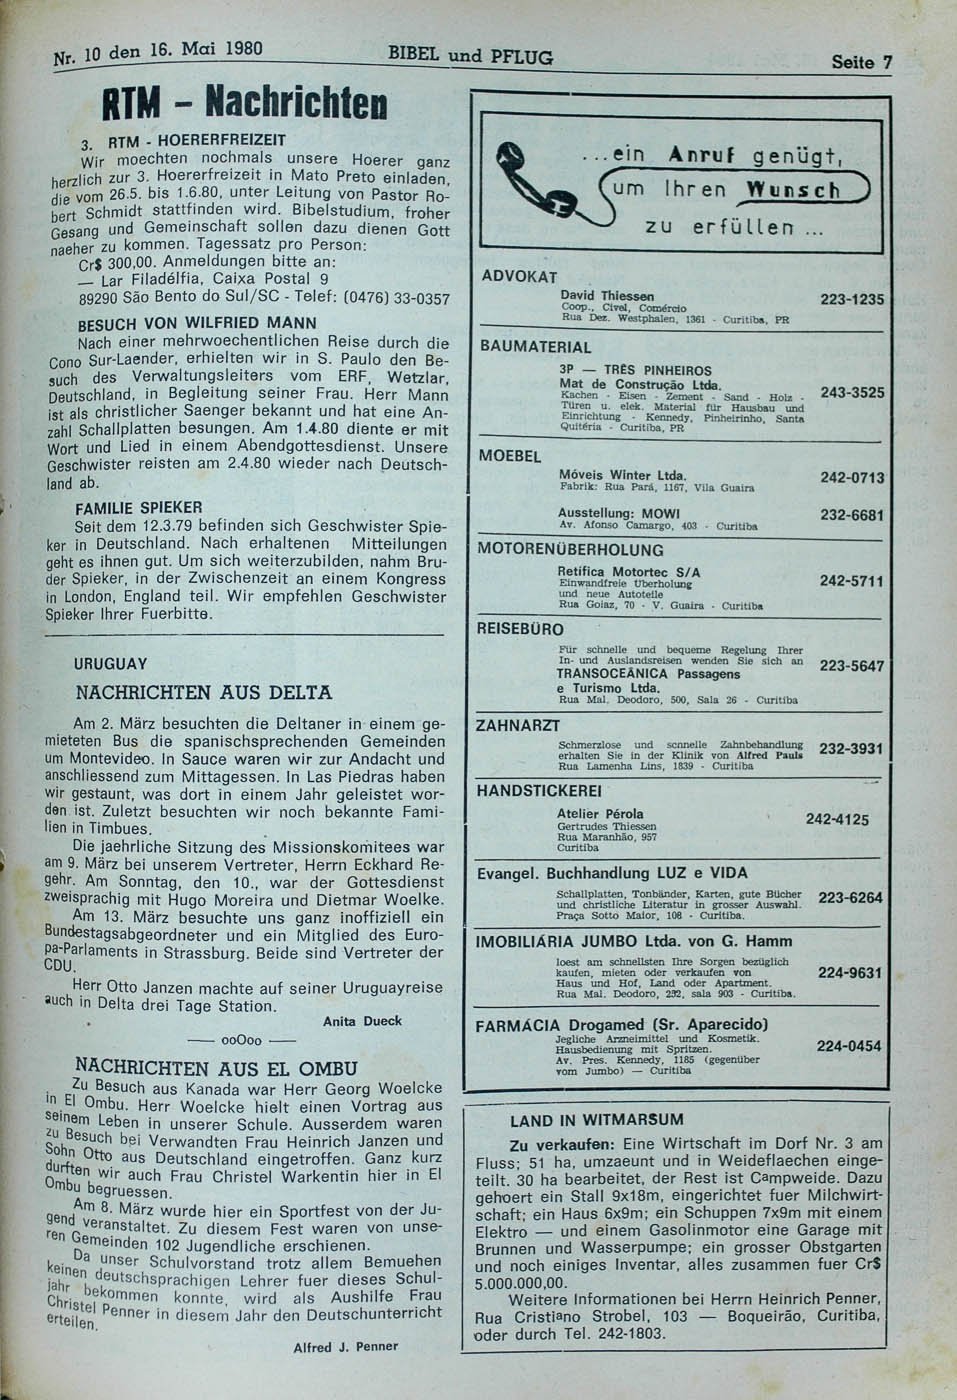 Nr. 10 den 16. Mai 1980
BIBEL und PFLUG
Seite 7
RTM - Nachrichten
3. RTM - HOERERFREIZEIT
Wir moechten nochmals unsere Hoerer ganz
herzlich zur 3. Hoererfreizeit in Mato Preto einladen,
die vom 26.5. bis 1.6.80, unter Leitung von Pastor Ro-
bert Schmidt stattfinden wird. Bibelstudium, froher
Gesang und Gemeinschaft sollen dazu dienen Gott
naeher zu kommen. Tagessatz pro Person:
Cr$ 300,00. Anmeldungen bitte an:
— Lar Filadélfia, Caixa Postal 9
89290 São Bento do Sul/SC - Telef: (0476) 33-0357
BESUCH VON WILFRIED MANN
Nach einer mehrwoechentlichen Reise durch die
Cono Sur-Laender, erhielten wir in S. Paulo den Be-
such des Verwaltungsleiters vom ERF, Wetzlar,
Deutschland, in Begleitung seiner Frau. Herr Mann
ist als christlicher Saenger bekannt und hat eine An-
zahl Schallplatten besungen. Am 1.4.80 diente er mit
Wort und Lied in einem Abendgottesdienst. Unsere
Geschwister reisten am 2.4.80 wieder nach Deutsch-
land ab.
FAMILIE SPIEKER
Seit dem 12.3.79 befinden sich Geschwister Spie-
ker in Deutschland. Nach erhaltenen Mitteilungen
geht es ihnen gut. Um sich weiterzubilden, nahm Bru-
der Spieker, in der Zwischenzeit an einem Kongress
in London, England teil. Wir empfehlen Geschwister
Spieker Ihrer Fuerbitte.
URUGUAY
NACHRICHTEN AUS DELTA
Am 2. März besuchten die Deltaner in einem ge-
mieteten Bus die spanischsprechenden Gemeinden
um Montevideo. In Sauce waren wir zur Andacht und
anschliessend zum Mittagessen. In Las Piedras haben
wir gestaunt, was dort in einem Jahr geleistet wor-
den ist. Zuletzt besuchten wir noch bekannte Fami-
lien in Timbues.
Die jaehrliche Sitzung des Missionskomitees war
am 9. März bei unserem Vertreter, Herrn Eckhard Re-
gehr. Am Sonntag, den 10., war der Gottesdienst
zweisprachig mit Hugo Moreira und Dietmar Woelke.
Am 13. März besuchte uns ganz inoffiziell ein
Bundestagsabgeordneter und ein Mitglied des Euro-
pa-Parlaments in Strassburg. Beide sind Vertreter der
CDU.
Herr Otto Janzen machte auf seiner Uruguayreise
auch in Delta drei Tage Station.
Anita Dueck
—— ooOoo ——
NACHRICHTEN AUS EL OMBU
Zu Besuch aus Kanada war Herr Georg Woelcke
in El Ombu. Herr Woelcke hielt einen Vortrag aus
seinem Leben in unserer Schule. Ausserdem waren
zu Besuch bei Verwandten Frau Heinrich Janzen und
Sohn Otto aus Deutschland eingetroffen. Ganz kurz
durften wir auch Frau Christel Warkentin hier in El
Ombu begruessen.
Am 8. März wurde hier ein Sportfest von der Ju-
gend veranstaltet. Zu diesem Fest waren von unse-
ren Gemeinden 102 Jugendliche erschienen.
Da unser Schulvorstand trotz allem Bemuehen
keinen deutschsprachigen Lehrer fuer dieses Schul-
jahr bekommen konnte, wird als Aushilfe Frau
Christel Penner in diesem Jahr den Deutschunterricht
erteilen.
Alfred J. Penner
...ein Anruf genügt,
um Ihren Wunsch
zu erfüllen ...
ADVOKAT
David Thiessen 223-1235
Coop., Civel, Comércio
Rua Dez. Westphalen, 1361 - Curitiba, PR
BAUMATERIAL
3P — TRÊS PINHEIROS
Mat de Construção Ltda. 243-3525
Kachen - Eisen - Zement - Sand - Holz -
Türen u. elek. Material für Hausbau und
Einrichtung - Kennedy, Pinheirinho, Santa
Quitéria - Curitiba, PR
MOEBEL
Móveis Winter Ltda. 242-0713
Fabrik: Rua Pará, 1167, Vila Guaira
Ausstellung: MOWI 232-6681
Av. Afonso Camargo, 403 - Curitiba
MOTORENÜBERHOLUNG
Retífica Motortec S/A 242-5711
Einwandfreie Überholung
und neue Autoteile
Rua Goiaz, 70 - V. Guaira - Curitiba
REISEBÜRO
Für schnelle und bequeme Regelung Ihrer
In- und Auslandsreisen wenden Sie sich an 223-5647
TRANSOCEÂNICA Passagens
e Turismo Ltda.
Rua Mal. Deodoro, 500, Sala 26 - Curitiba
ZAHNARZT
Schmerzlose und scnnelle Zahnbehandlung 232-3931
erhalten Sie in der Klinik von Alfred Pauls
Rua Lamenha Lins, 1839 - Curitiba
HANDSTICKEREI
Atelier Pérola 242-4125
Gertrudes Thiessen
Rua Maranhão, 957
Curitiba
Evangel. Buchhandlung LUZ e VIDA
Schallplatten, Tonbänder, Karten, gute Bücher 223-6264
und christliche Literatur in grosser Auswahl.
Praça Sotto Maior, 108 - Curitiba.
IMOBILIÁRIA JUMBO Ltda. von G. Hamm
loest am schnellsten Ihre Sorgen bezüglich
kaufen, mieten oder verkaufen von 224-9631
Haus und Hof, Land oder Apartment.
Rua Mal. Deodoro, 232, sala 903 - Curitiba.
FARMÁCIA Drogamed (Sr. Aparecido)
Jegliche Arzneimittel und Kosmetik.
Hausbedienung mit Spritzen. 224-0454
Av. Pres. Kennedy, 1185 (gegenüber
vom Jumbo) — Curitiba
LAND IN WITMARSUM
Zu verkaufen: Eine Wirtschaft im Dorf Nr. 3 am
Fluss; 51 ha, umzaeunt und in Weideflaechen einge-
teilt. 30 ha bearbeitet, der Rest ist Campweide. Dazu
gehoert ein Stall 9x18m, eingerichtet fuer Milchwirt-
schaft; ein Haus 6x9m; ein Schuppen 7x9m mit einem
Elektro — und einem Gasolinmotor eine Garage mit
Brunnen und Wasserpumpe; ein grosser Obstgarten
und noch einiges Inventar, alles zusammen fuer Cr$
5.000.000,00.
Weitere Informationen bei Herrn Heinrich Penner,
Rua Cristiano Strobel, 103 — Boqueirão, Curitiba,
oder durch Tel. 242-1803.